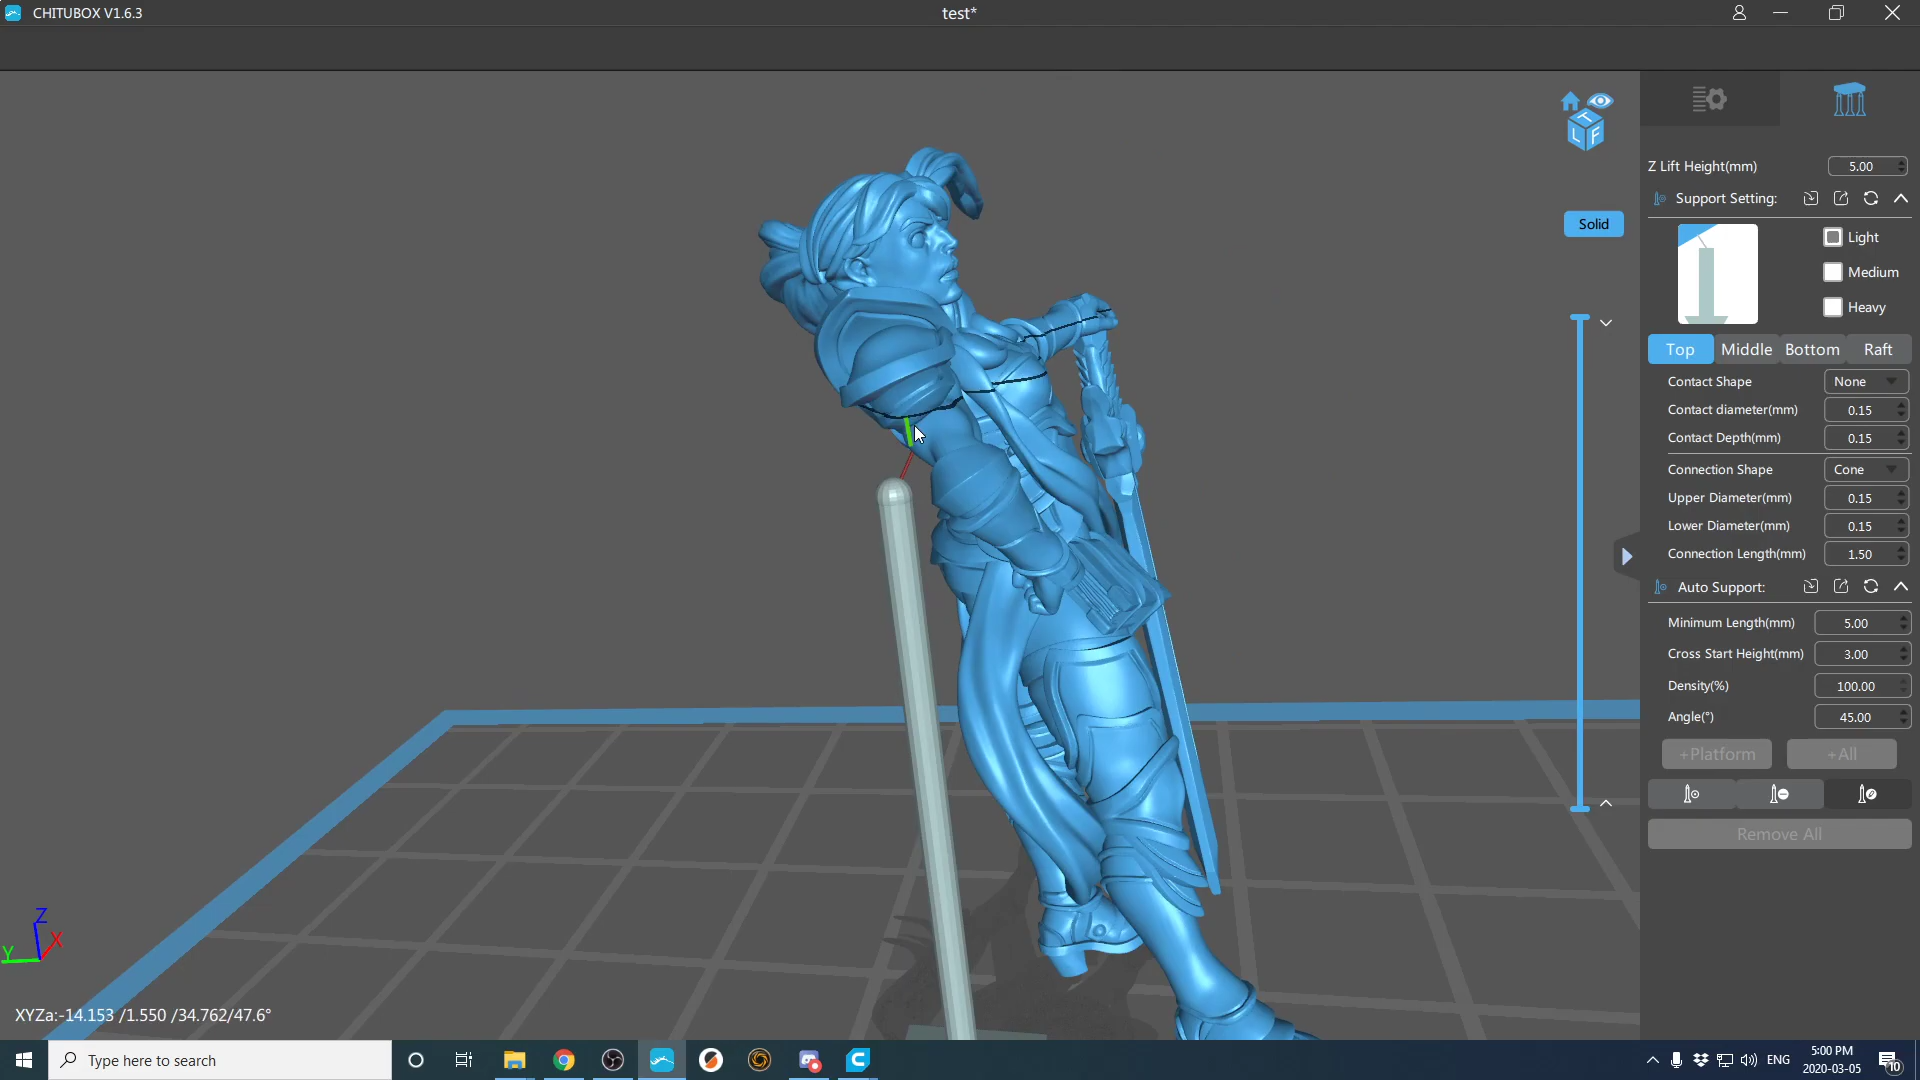 CHITUBOX V1.6.3
test*
Z Lift Height(mm) 5.00
Support Setting:
T
L F
Solid
Light
Medium
Heavy
Top Middle Bottom Raft
Contact Shape None
Contact diameter(mm) 0.15
Contact Depth(mm) 0.15
Connection Shape Cone
Upper Diameter(mm) 0.15
Lower Diameter(mm) 0.15
Connection Length(mm) 1.50
Auto Support:
Minimum Length(mm) 5.00
Cross Start Height(mm) 3.00
Density(%) 100.00
Angle(°) 45.00
+Platform +All
Remove All
Z
X
Y
XYZa:-14.153 /1.550 /34.762/47.6°
Type here to search
ENG
5:00 PM
2020-03-05
10